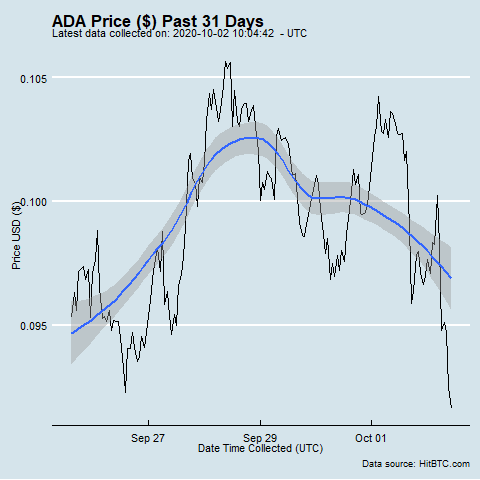 ADA Price ($) Past 31 Days
Latest data collected on: 2020-10-02 10:04:42  - UTC
0.105
0.100
0.095
Price USD ($)
Sep 27
Sep 29
Oct 01
Date Time Collected (UTC)
Data source: HitBTC.com